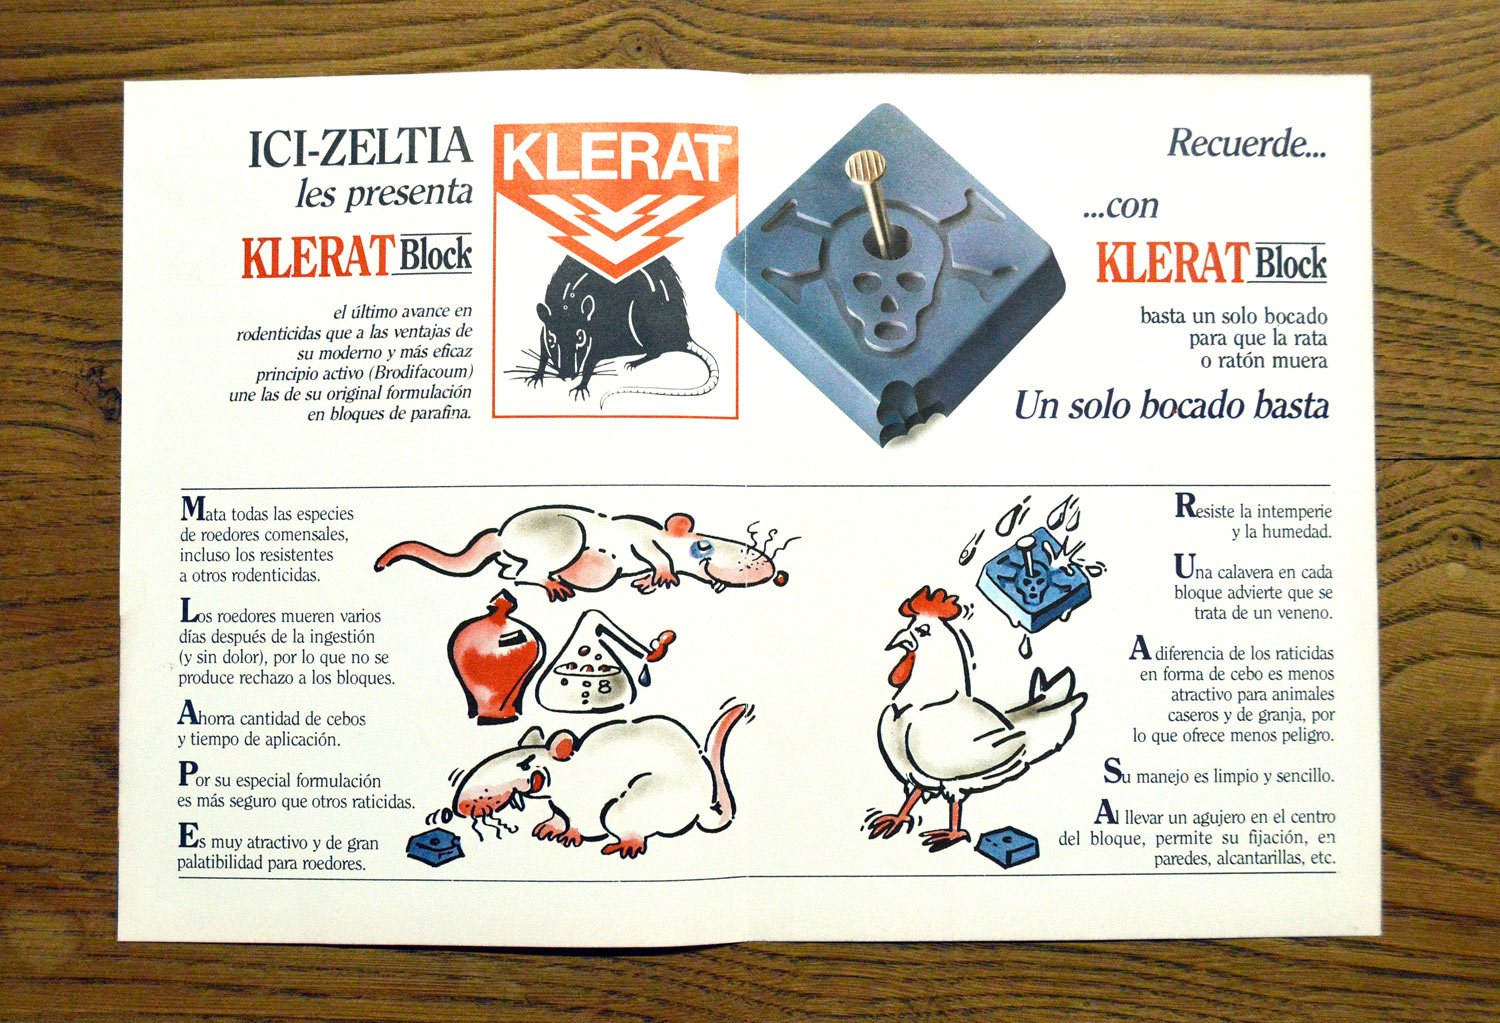 ICI-ZELTIA
les presenta
KLERAT Block
el último avance en
rodenticidas que a las ventajas de
su moderno y más eficaz
principio activo (Brodifacoum)
une las de su original formulación
en bloques de parafina.
KLERAT
Recuerde...
...con
KLERAT Block
basta un solo bocado
para que la rata
o ratón muera
Un solo bocado basta
Mata todas las especies
de roedores comensales,
incluso los resistentes
a otros rodenticidas.
Los roedores mueren varios
días después de la ingestión
(y sin dolor), por lo que no se
produce rechazo a los bloques.
Ahorra cantidad de cebos
y tiempo de aplicación.
Por su especial formulación
es más seguro que otros raticidas.
Es muy atractivo y de gran
palatibilidad para roedores.
8
Resiste la intemperie
y la humedad.
Una calavera en cada
bloque advierte que se
trata de un veneno.
A diferencia de los raticidas
en forma de cebo es menos
atractivo para animales
caseros y de granja, por
lo que ofrece menos peligro.
Su manejo es limpio y sencillo.
Al llevar un agujero en el centro
del bloque, permite su fijación, en
paredes, alcantarillas, etc.